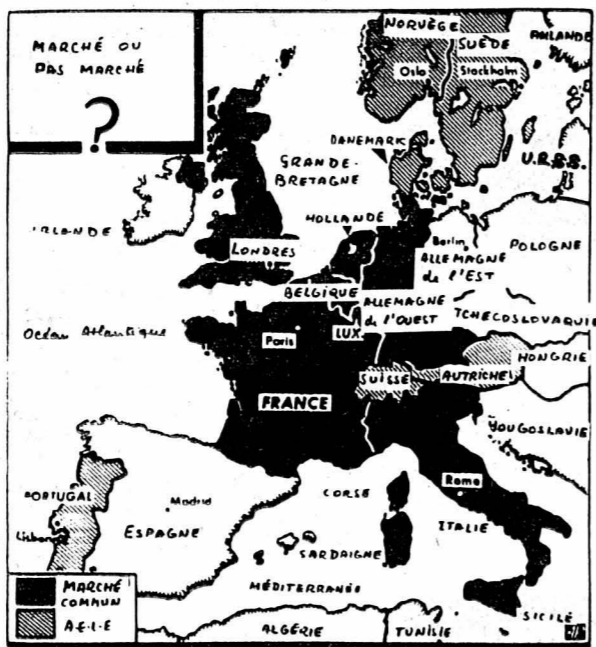 MARCHÉ OU
PAS MARCHÉ
?
NORVÈGE
SUÈDE
FINLANDE
Oslo
Stockholm
DANEMARK
U.R.S.S.
GRANDE-
BRETAGNE
HOLLANDE
IRLANDE
LONDRES
Berlin
POLOGNE
ALLEMAGNE
de l'EST
BELGIQUE
ALLEMAGNE
de l'OUEST
LUX.
TCHECOSLOVAQUIE
Océan Atlantique
Paris
HONGRIE
SUISSE
AUTRICHE
FRANCE
YOUGOSLAVIE
PORTUGAL
Madrid
CORSE
Rome
Lisbonne
ESPAGNE
ITALIE
SARDAIGNE
MARCHÉ
COMMUN
MÉDITERRANÉE
A.E.L.E
SICILE
ALGÉRIE
TUNISIE